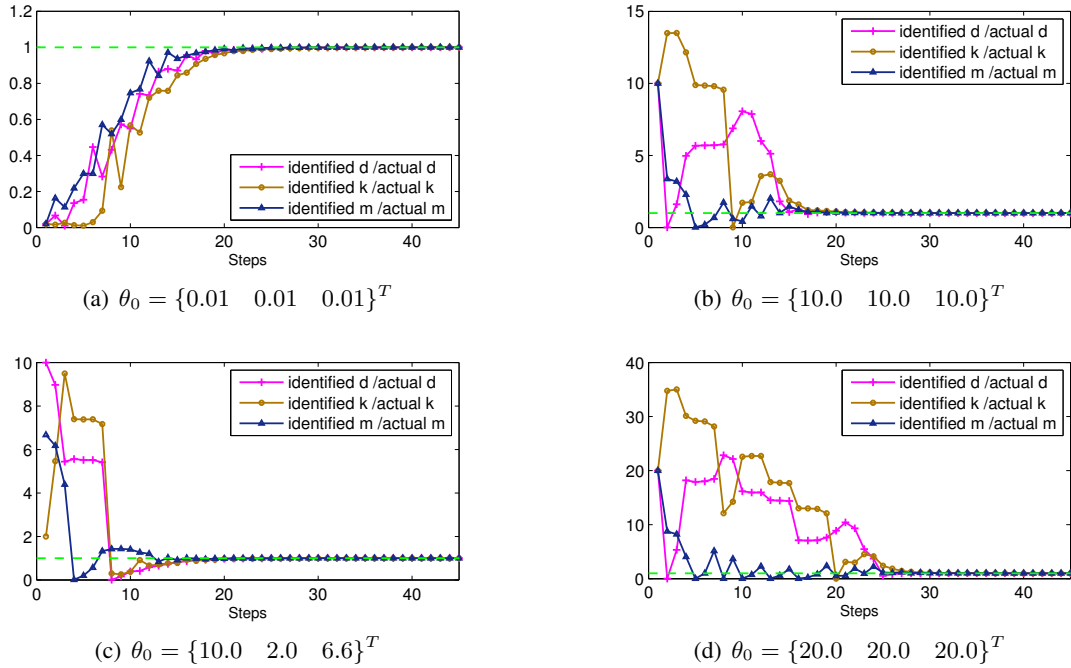 1.2
1
0.8
0.6
0.4
0.2
0
identified d /actual d
identified k /actual k
identified m /actual m
0 10 20 30 40
Steps
(a) θ₀ = {0.01 0.01 0.01}ᵀ
15
10
5
0
identified d /actual d
identified k /actual k
identified m /actual m
0 10 20 30 40
Steps
(b) θ₀ = {10.0 10.0 10.0}ᵀ
10
8
6
4
2
0
identified d /actual d
identified k /actual k
identified m /actual m
0 10 20 30 40
Steps
(c) θ₀ = {10.0 2.0 6.6}ᵀ
40
30
20
10
0
identified d /actual d
identified k /actual k
identified m /actual m
0 10 20 30 40
Steps
(d) θ₀ = {20.0 20.0 20.0}ᵀ